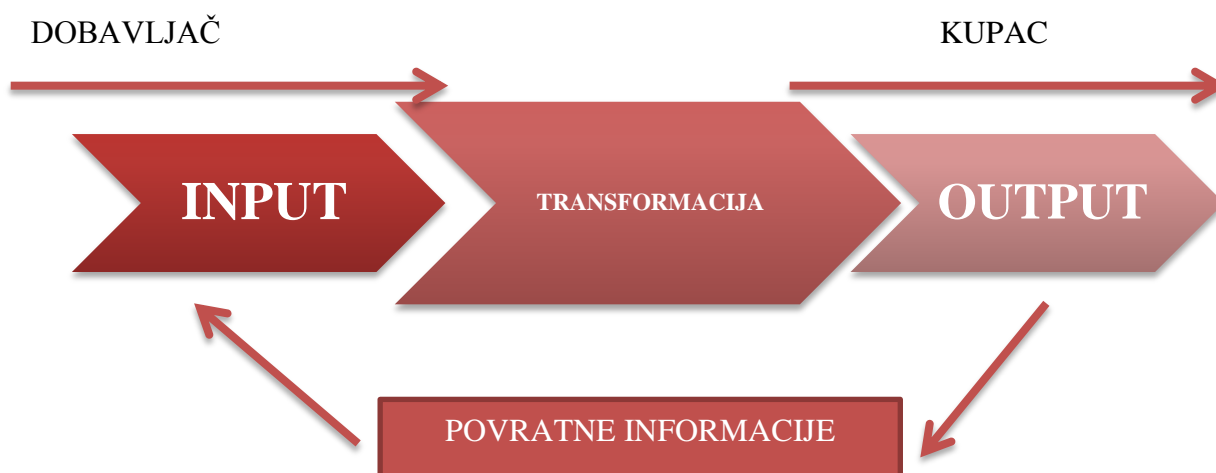 DOBAVLJAČ
KUPAC
INPUT
TRANSFORMACIJA
OUTPUT
POVRATNE INFORMACIJE